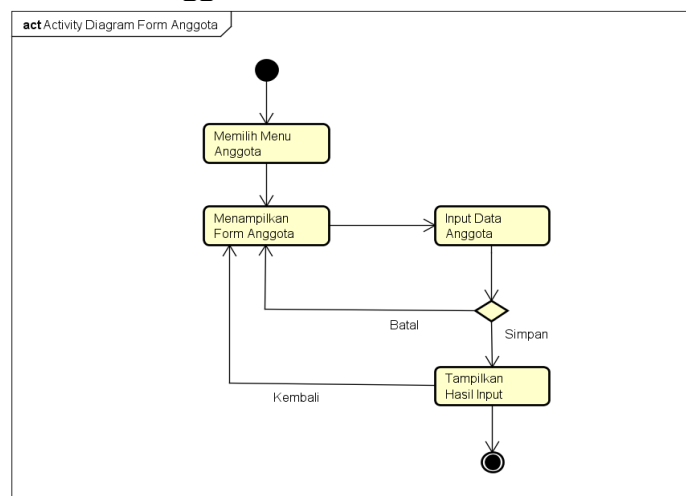 act Activity Diagram Form Anggota
Memilih Menu
Anggota
Menampilkan
Form Anggota
Input Data
Anggota
Batal
Simpan
Tampilkan
Hasil Input
Kembali